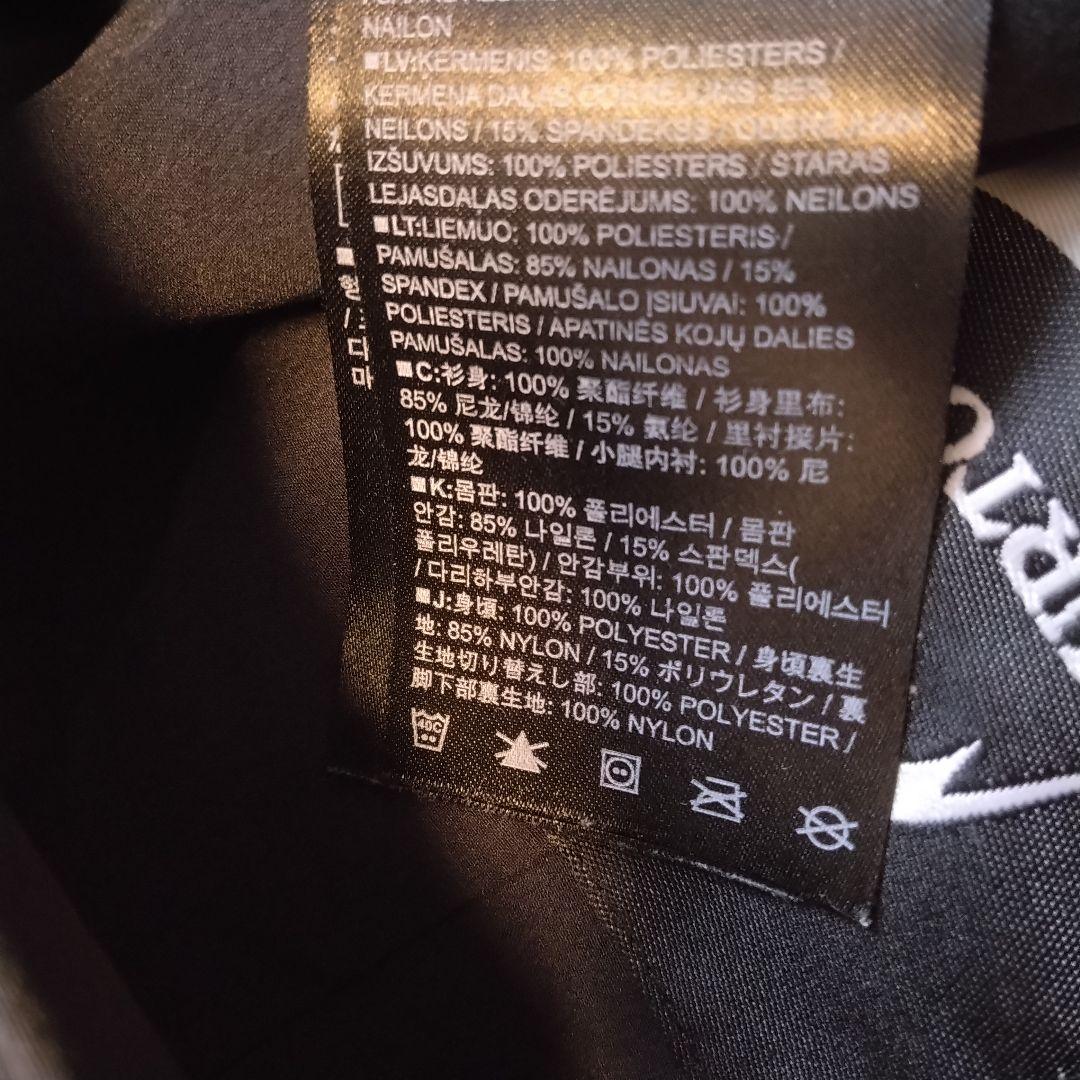 NAILON
■LV:ĶERMENIS: 100% POLIESTERS /
ĶERMEŅA DAĻAS ODERĒJUMS: 85%
NEILONS / 15% SPANDEKSS /
IZŠUVUMS: 100% POLIESTERS / STARAS
LEJASDAĻAS ODERĒJUMS: 100% NEILONS
■LT:LIEMUO: 100% POLIESTERIS /
PAMUŠALAS: 85% NAILONAS / 15%
SPANDEX / PAMUŠALO ĮSIUVAI: 100%
POLIESTERIS / APATINĖS KOJŲ DALIES
PAMUŠALAS: 100% NAILONAS
■C:衫身: 100% 聚酯纤维 / 衫身里布:
85% 尼龙/锦纶 / 15% 氨纶 / 里衬接片:
100% 聚酯纤维 / 小腿内衬: 100% 尼
龙/锦纶
■K:몸판: 100% 폴리에스터 / 몸판
안감: 85% 나일론 / 15% 스판덱스(
폴리우레탄) / 안감부위: 100% 폴리에스터
/ 다리하부안감: 100% 나일론
■J:身頃: 100% POLYESTER / 身頃裏生
地: 85% NYLON / 15% ポリウレタン / 裏
生地切り替えし部: 100% POLYESTER /
脚下部裏生地: 100% NYLON
40C